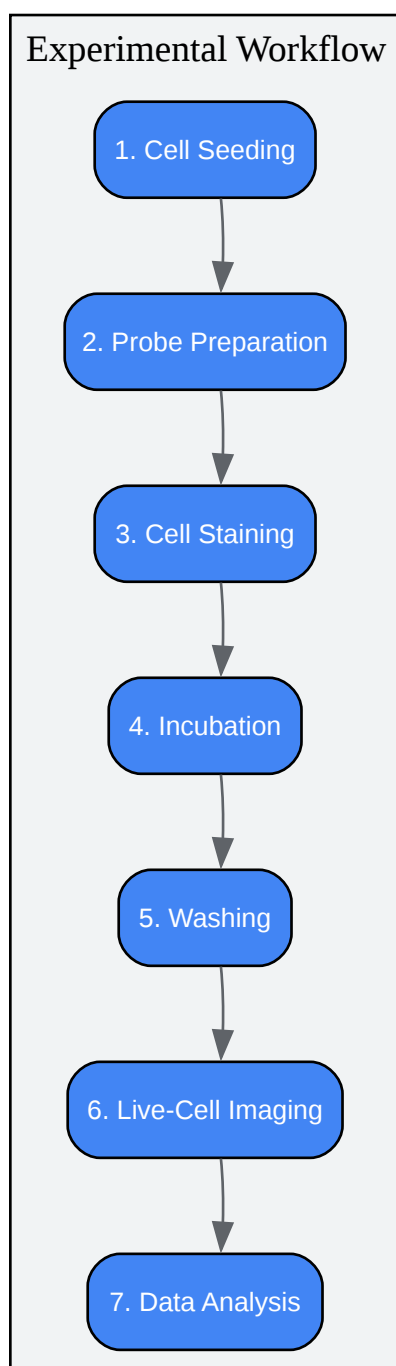 Experimental Workflow
1. Cell Seeding
2. Probe Preparation
3. Cell Staining
4. Incubation
5. Washing
6. Live-Cell Imaging
7. Data Analysis